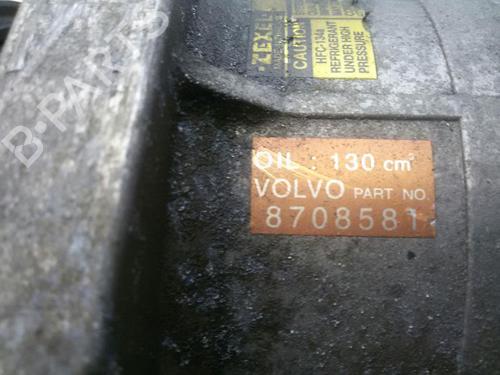 ZEXEL
CAUTION
HFC-134a
REFRIGERANT
UNDER HIGH
PRESSURE
OIL : 130 cm³
VOLVO PART NO.
8708581
B-PARTS